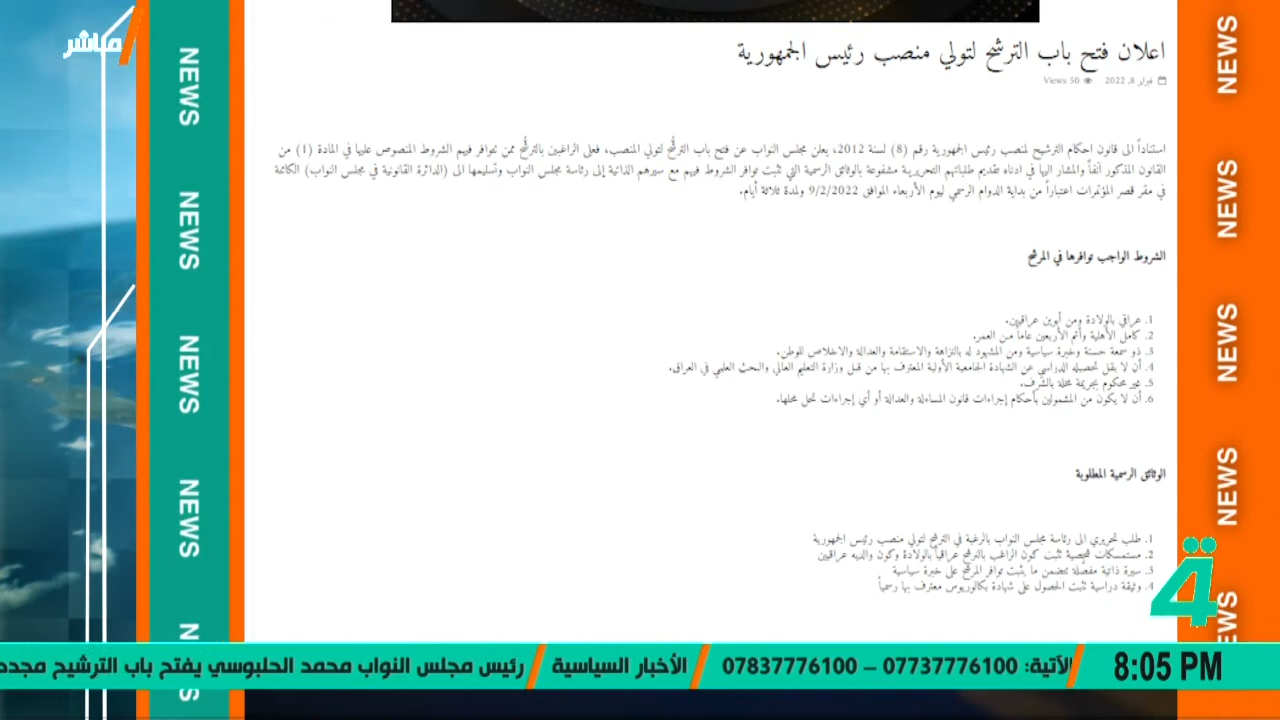 مباشر
NEWS
NEWS
NEWS
NEWS
NEWS
NEWS
NEWS
NEWS
اعلان فتح باب الترشح لتولي منصب رئيس الجمهورية
فبراير 8, 2022 Views 50
استناداً الى قانون احكام الترشيح لمنصب رئيس الجمهورية رقم (8) لسنة 2012، يعلن مجلس النواب عن فتح باب الترشُّح لتولي المنصب، فعلى الراغبين بالترشُّح ممن تتوافر فيهم الشروط المنصوص عليها في المادة (1) من
القانون المذكور آنفاً والمشار اليها في ادناه تقديم طلباتهم التحريرية مشفوعة بالوثائق الرسمية التي تثبت توافر الشروط فيهم مع سيرهم الذاتية إلى رئاسة مجلس النواب وتسليمها الى (الدائرة القانونية في مجلس النواب) الكائنة
في مقر قصر المؤتمرات اعتباراً من بداية الدوام الرسمي ليوم الأربعاء الموافق 9/2/2022 ولمدة ثلاثة أيام.
الشروط الواجب توافرها في المرشح
1. عراقي بالولادة ومن أبوين عراقيين.
2. كامل الأهلية وأتم الأربعين عاماً من العمر.
3. ذو سمعة حسنة وخبرة سياسية ومن المشهود له بالنزاهة والاستقامة والعدالة والاخلاص للوطن.
4. أن لا يقل تحصيله الدراسي عن الشهادة الجامعية الأولية المعترف بها من قبل وزارة التعليم العالي والبحث العلمي في العراق.
5. غير محكوم بجريمة مخلة بالشرف.
6. أن لا يكون من المشمولين بأحكام إجراءات قانون المساءلة والعدالة أو أي إجراءات تحل محلها.
الوثائق الرسمية المطلوبة
1. طلب تحريري الى رئاسة مجلس النواب بالرغبة في الترشح لتولي منصب رئيس الجمهورية
2. مستمسكات شخصية تثبت كون الراغب بالترشح عراقياً بالولادة وكون والديه عراقيين
3. سيرة ذاتية مفصلة تتضمن ما يثبت توافر المرشح على خبرة سياسية
4. وثيقة دراسية تثبت الحصول على شهادة بكالوريوس معترف بها رسمياً
8:05 PM
الآتية: 07737776100 – 07837776100 / الأخبار السياسية / رئيس مجلس النواب محمد الحلبوسي يفتح باب الترشيح مجدد